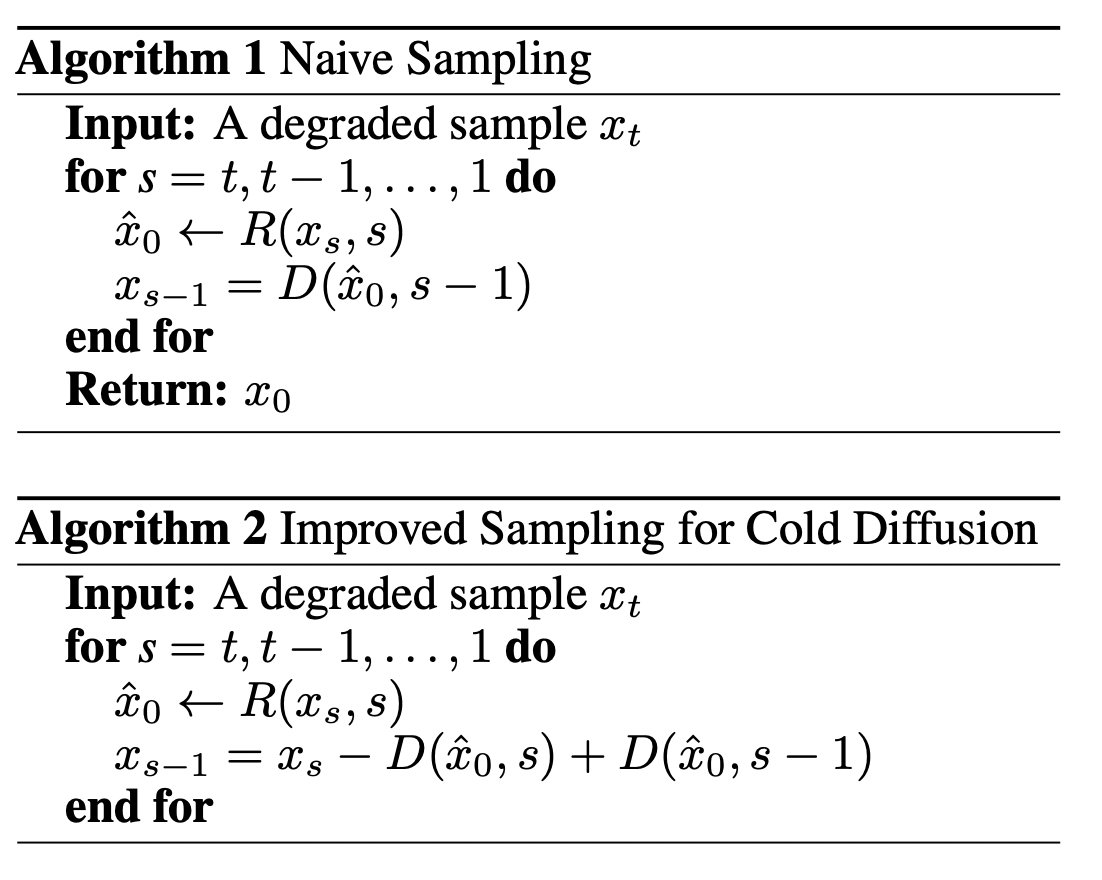 Algorithm 1 Naive Sampling
Input: A degraded sample $x_t$
for $s = t, t - 1, \ldots, 1$ do
$\hat{x}_0 \leftarrow R(x_s, s)$
$x_{s-1} = D(\hat{x}_0, s - 1)$
end for
Return: $x_0$
Algorithm 2 Improved Sampling for Cold Diffusion
Input: A degraded sample $x_t$
for $s = t, t - 1, \ldots, 1$ do
$\hat{x}_0 \leftarrow R(x_s, s)$
$x_{s-1} = x_s - D(\hat{x}_0, s) + D(\hat{x}_0, s - 1)$
end for